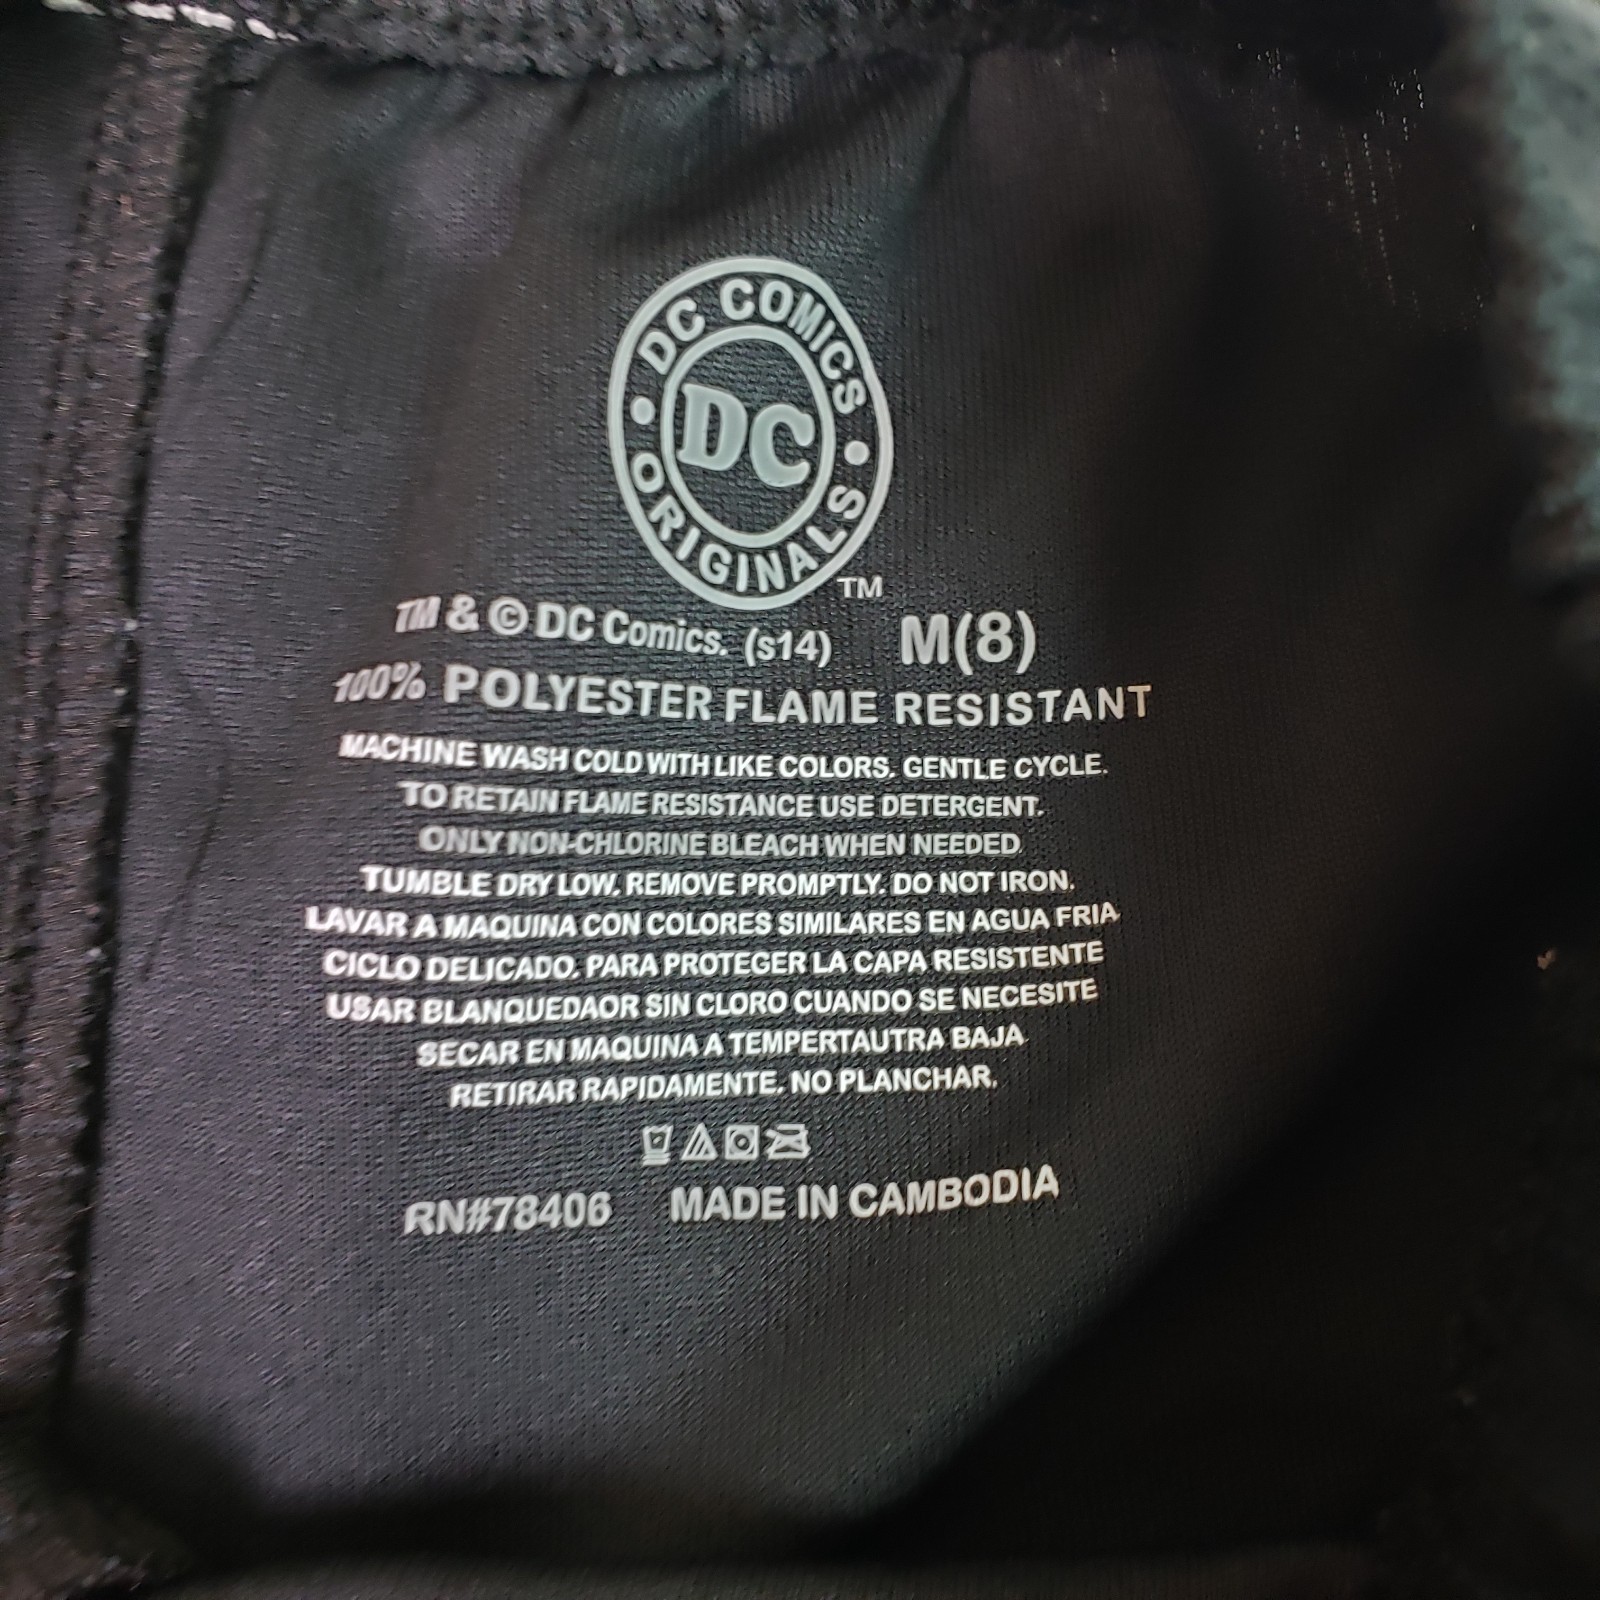 DC COMICS
DC
ORIGINALS
TM
TM & © DC Comics. (s14) M(8)
100% POLYESTER FLAME RESISTANT
MACHINE WASH COLD WITH LIKE COLORS. GENTLE CYCLE.
TO RETAIN FLAME RESISTANCE USE DETERGENT.
ONLY NON-CHLORINE BLEACH WHEN NEEDED
TUMBLE DRY LOW. REMOVE PROMPTLY. DO NOT IRON.
LAVAR A MAQUINA CON COLORES SIMILARES EN AGUA FRIA
CICLO DELICADO. PARA PROTEGER LA CAPA RESISTENTE
USAR BLANQUEDAOR SIN CLORO CUANDO SE NECESITE
SECAR EN MAQUINA A TEMPERTAUTRA BAJA
RETIRAR RAPIDAMENTE. NO PLANCHAR.
RN#78406 MADE IN CAMBODIA